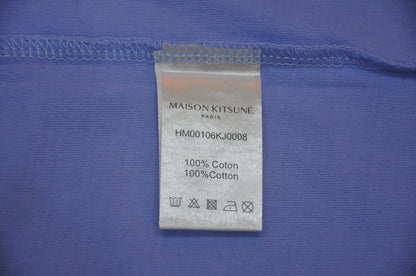 MAISON KITSUNÉ
PARIS
HM00106KJ0008
100% Coton
100%Cotton